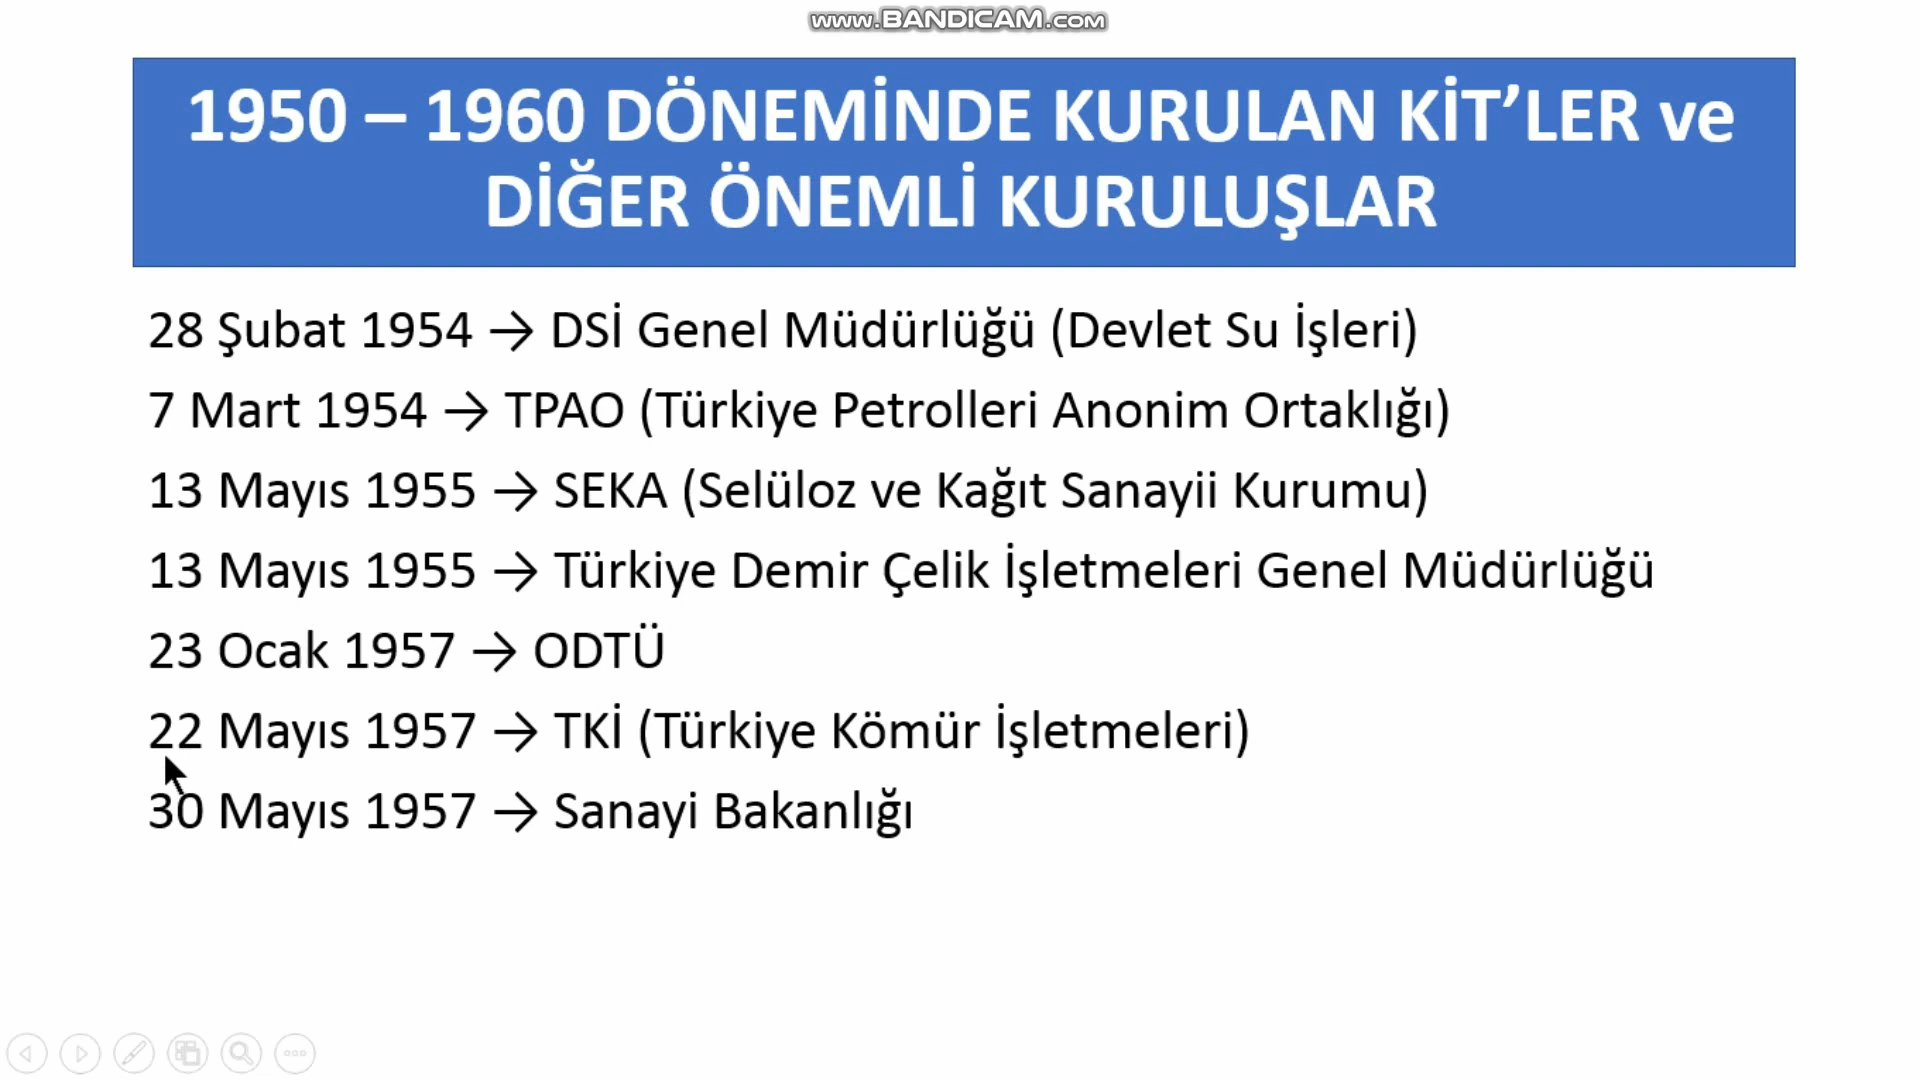 www.BANDICAM.com
1950 – 1960 DÖNEMİNDE KURULAN KİT’LER ve
DİĞER ÖNEMLİ KURULUŞLAR
28 Şubat 1954 → DSİ Genel Müdürlüğü (Devlet Su İşleri)
7 Mart 1954 → TPAO (Türkiye Petrolleri Anonim Ortaklığı)
13 Mayıs 1955 → SEKA (Selüloz ve Kağıt Sanayii Kurumu)
13 Mayıs 1955 → Türkiye Demir Çelik İşletmeleri Genel Müdürlüğü
23 Ocak 1957 → ODTÜ
22 Mayıs 1957 → TKİ (Türkiye Kömür İşletmeleri)
30 Mayıs 1957 → Sanayi Bakanlığı